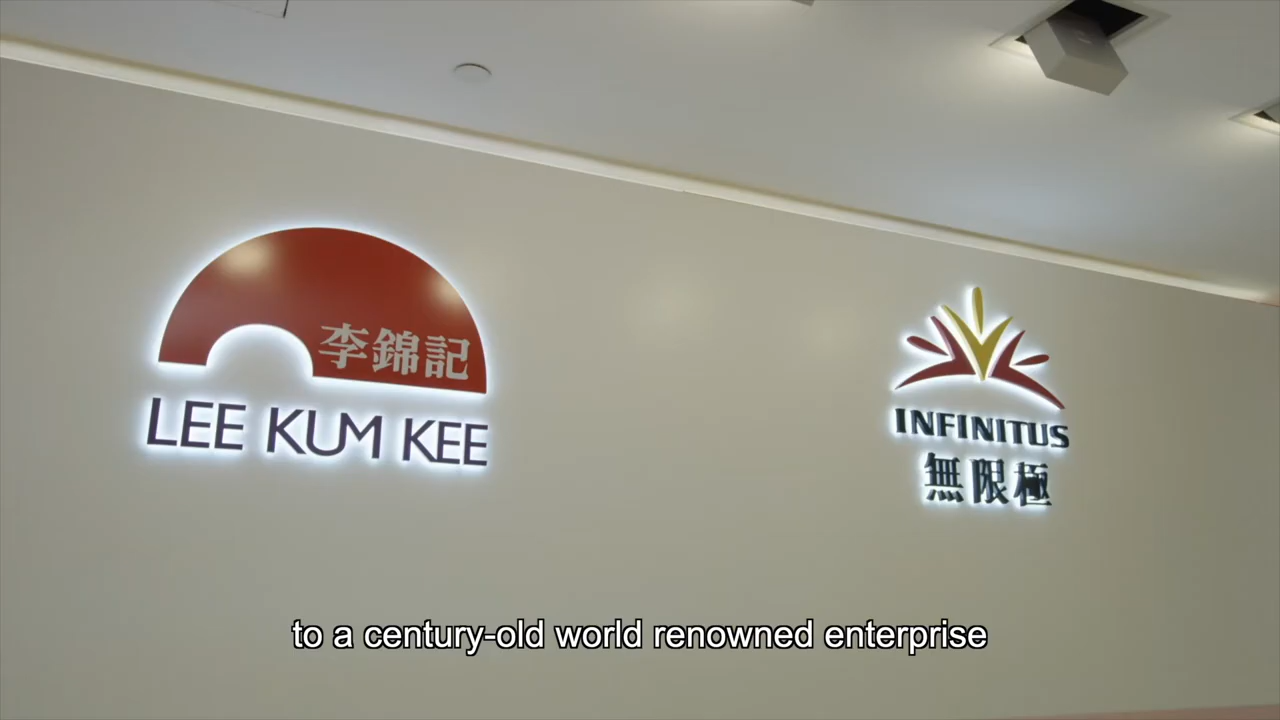 李錦記
LEE KUM KEE
INFINITUS
無限極
to a century-old world renowned enterprise